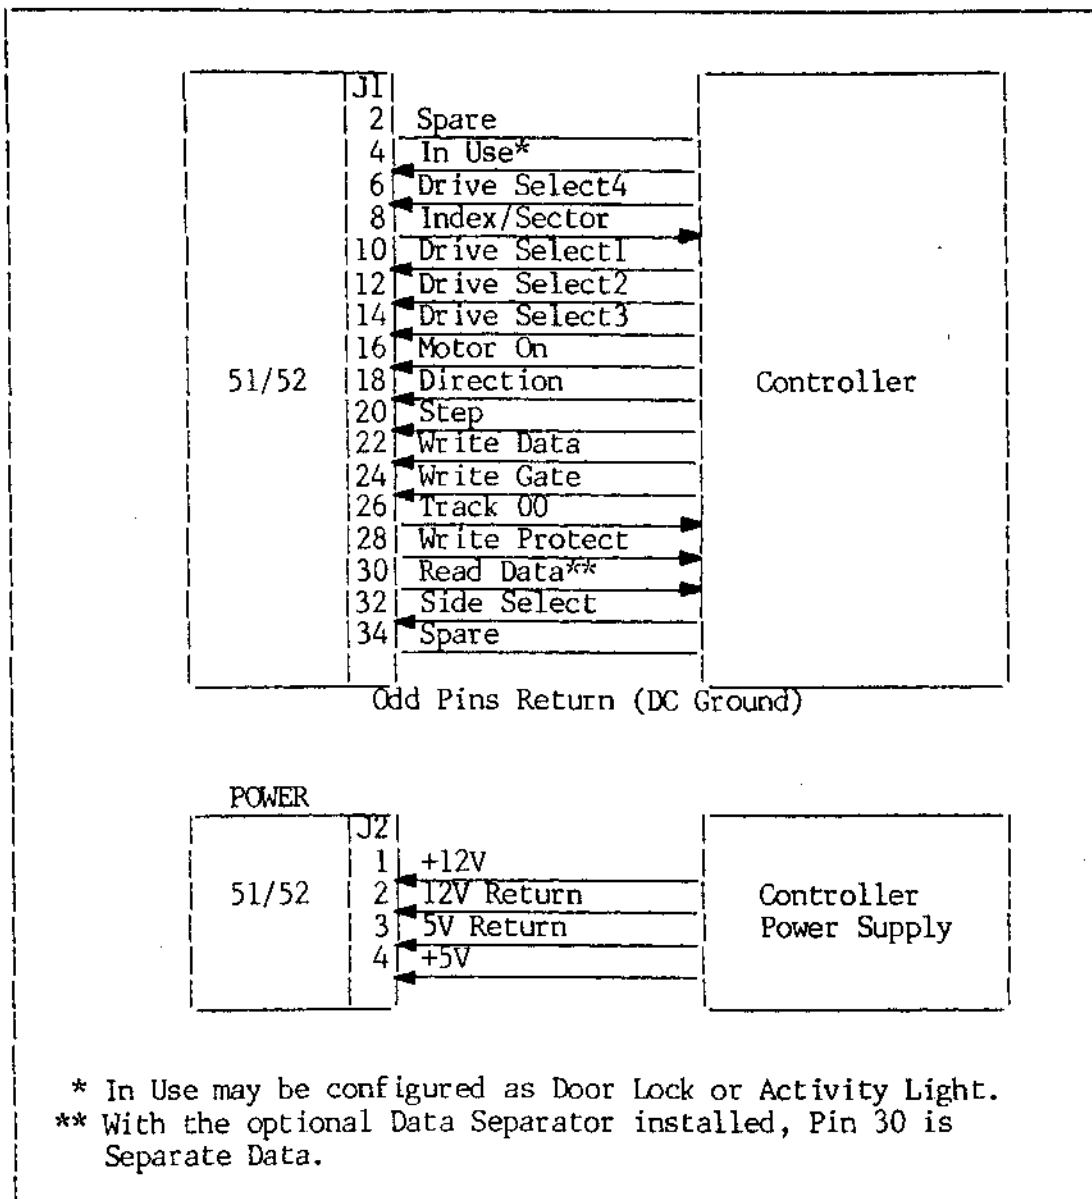 J1
2 Spare
4 In Use*
6 Drive Select4
8 Index/Sector
10 Drive Select1
12 Drive Select2
14 Drive Select3
16 Motor On
51/52 18 Direction Controller
20 Step
22 Write Data
24 Write Gate
26 Track 00
28 Write Protect
30 Read Data**
32 Side Select
34 Spare
Odd Pins Return (DC Ground)
POWER
J2
1 +12V
51/52 2 12V Return Controller
3 5V Return Power Supply
4 +5V
* In Use may be configured as Door Lock or Activity Light.
** With the optional Data Separator installed, Pin 30 is
Separate Data.